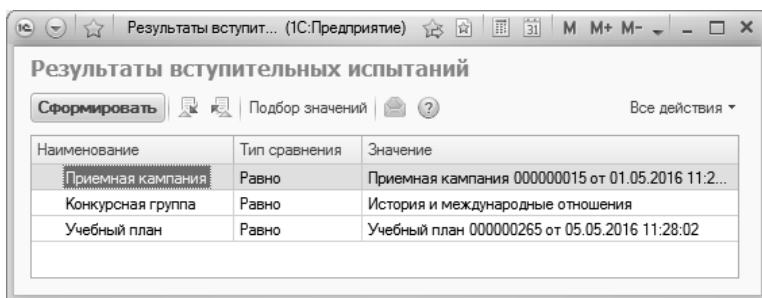 Результаты вступит... (1С:Предприятие) 31 M M+ M-
Результаты вступительных испытаний
Сформировать Подбор значений ? Все действия
Наименование Тип сравнения Значение
Приемная кампания Равно Приемная кампания 000000015 от 01.05.2016 11:2...
Конкурсная группа Равно История и международные отношения
Учебный план Равно Учебный план 000000265 от 05.05.2016 11:28:02